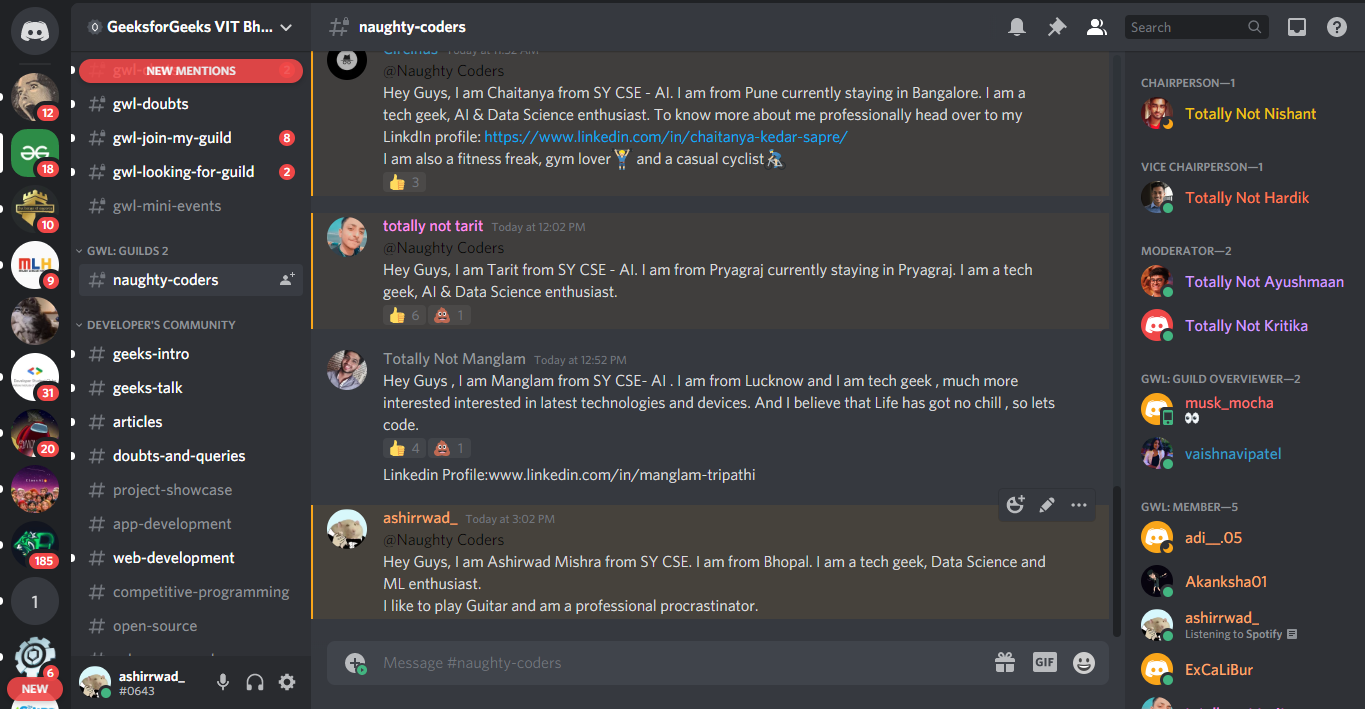 GeeksforGeeks VIT Bh...
NEW MENTIONS
2
gwl-doubts
gwl-join-my-guild 8
gwl-looking-for-guild 2
gwl-mini-events
GWL: GUILDS 2
naughty-coders
DEVELOPER'S COMMUNITY
geeks-intro
geeks-talk
articles
doubts-and-queries
project-showcase
app-development
web-development
competitive-programming
open-source
12
18
10
MLH
9
31
20
185
1
6
NEW
ashirrwad_
#0643
naughty-coders
Search
Circinus Today at 11:52 AM
@Naughty Coders
Hey Guys, I am Chaitanya from SY CSE - AI. I am from Pune currently staying in Bangalore. I am a
tech geek, AI & Data Science enthusiast. To know more about me professionally head over to my
LinkdIn profile: https://www.linkedin.com/in/chaitanya-kedar-sapre/
I am also a fitness freak, gym lover🏋 and a casual cyclist🚴
👍 3
totally not tarit Today at 12:02 PM
@Naughty Coders
Hey Guys, I am Tarit from SY CSE - AI. I am from Pryagraj currently staying in Pryagraj. I am a tech
geek, AI & Data Science enthusiast.
👍 6 💩 1
Totally Not Manglam Today at 12:52 PM
Hey Guys , I am Manglam from SY CSE- AI . I am from Lucknow and I am tech geek , much more
interested interested in latest technologies and devices. And I believe that Life has got no chill , so lets
code.
👍 4 💩 1
Linkedin Profile:www.linkedin.com/in/manglam-tripathi
ashirrwad_ Today at 3:02 PM
@Naughty Coders
Hey Guys, I am Ashirwad Mishra from SY CSE. I am from Bhopal. I am a tech geek, Data Science and
ML enthusiast.
I like to play Guitar and am a professional procrastinator.
Message #naughty-coders
GIF
CHAIRPERSON—1
Totally Not Nishant
VICE CHAIRPERSON—1
Totally Not Hardik
MODERATOR—2
Totally Not Ayushmaan
Totally Not Kritika
GWL: GUILD OVERVIEWER—2
musk_mocha
👀
vaishnavipatel
GWL: MEMBER—5
adi__.05
Akanksha01
ashirrwad_
Listening to Spotify
ExCaLiBur